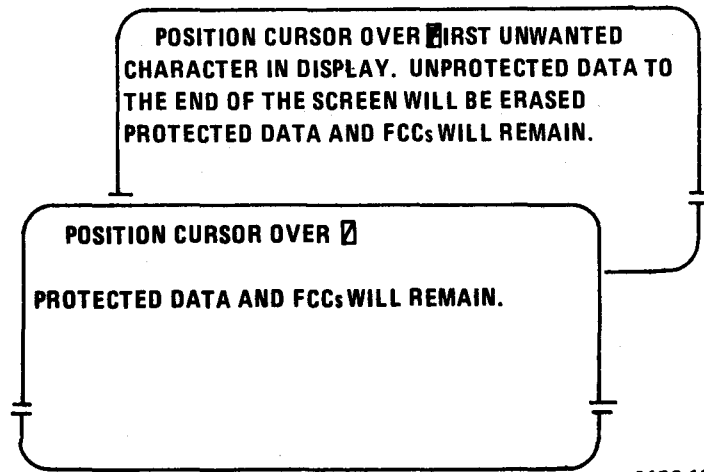 POSITION CURSOR OVER FIRST UNWANTED
CHARACTER IN DISPLAY. UNPROTECTED DATA TO
THE END OF THE SCREEN WILL BE ERASED
PROTECTED DATA AND FCCs WILL REMAIN.
POSITION CURSOR OVER
PROTECTED DATA AND FCCs WILL REMAIN.